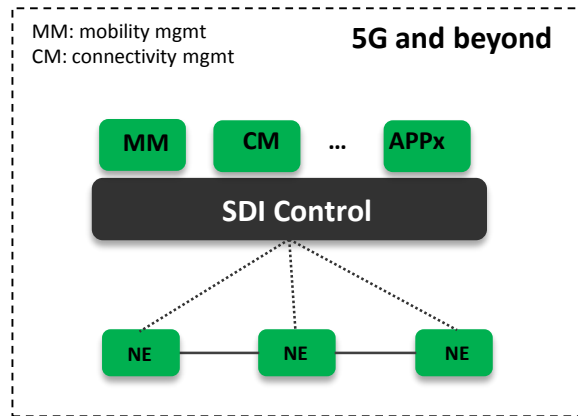 MM: mobility mgmt
CM: connectivity mgmt
5G and beyond
MM
CM
...
APPx
SDI Control
NE
NE
NE